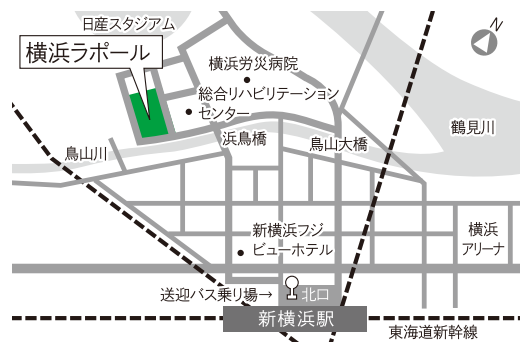 日産スタジアム
N
横浜ラポール
横浜労災病院
総合リハビリテーション
センター
鶴見川
浜鳥橋
鳥山大橋
鳥山川
新横浜フジ
ビューホテル
横浜
アリーナ
送迎バス乗り場→
北口
新横浜駅
東海道新幹線